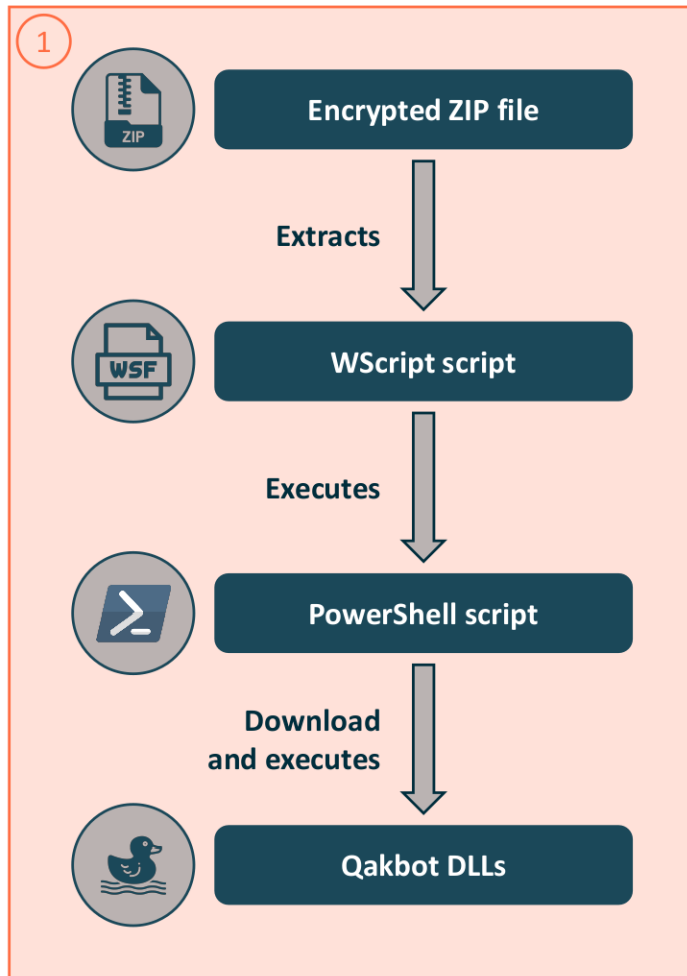 1
ZIP
Encrypted ZIP file
Extracts
WSF
WScript script
Executes
PowerShell script
Download
and executes
Qakbot DLLs